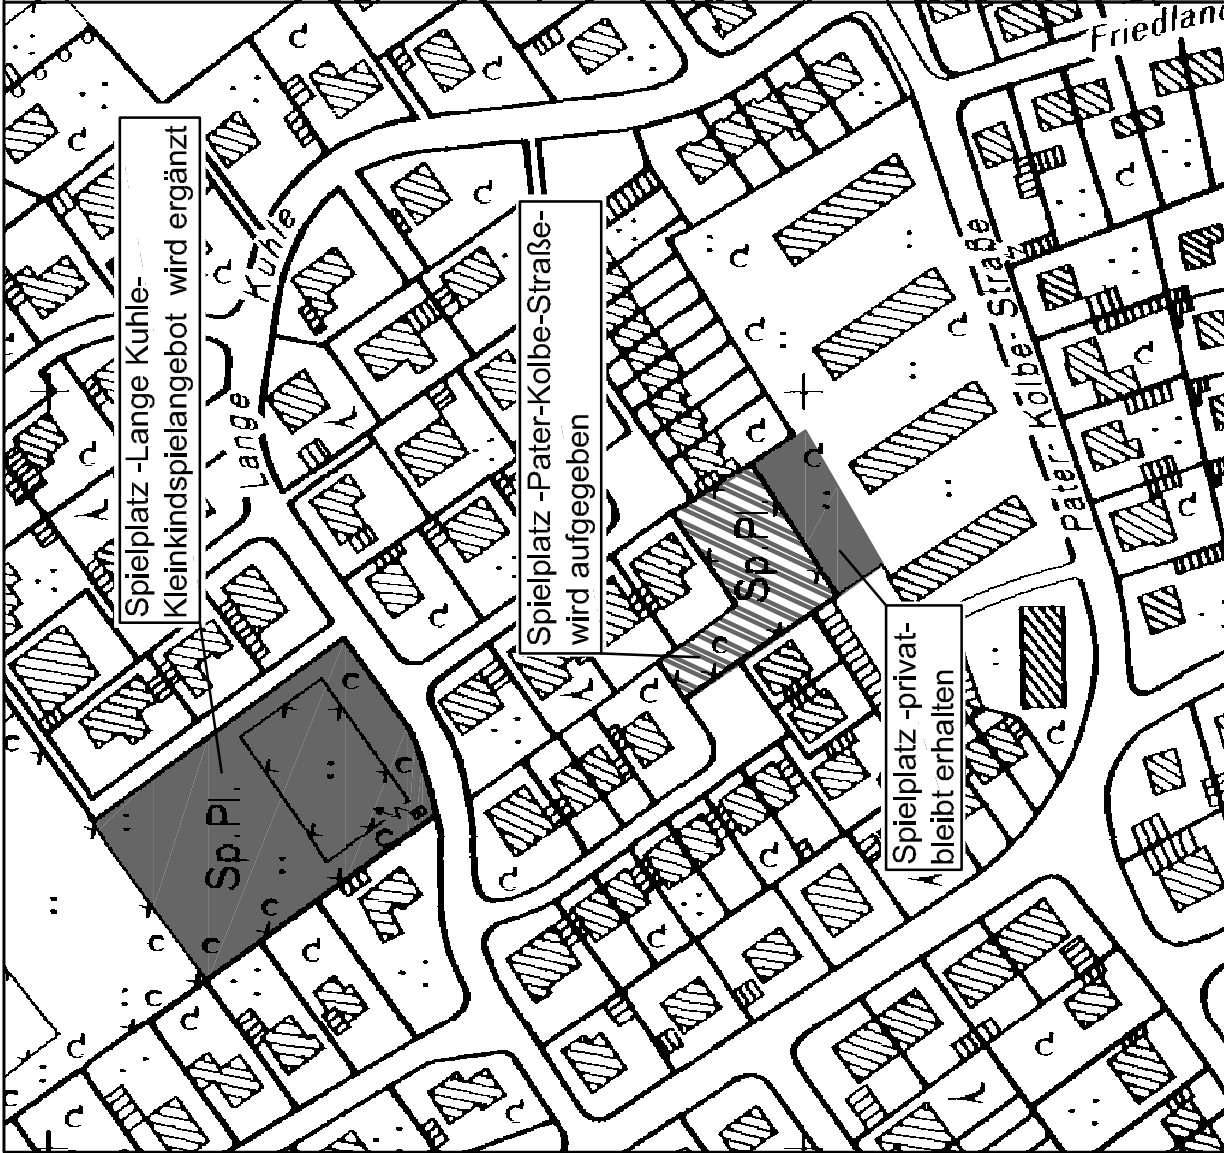 Spielplatz -Lange Kuhle-
Kleinkindspielangebot wird ergänzt
Spielplatz -Pater-Kolbe-Straße-
wird aufgegeben
Spielplatz -privat-
bleibt erhalten
Sp.Pl.
Sp.Pl.
Lange Kuhle
Pater-Kolbe-Straße
Friedland